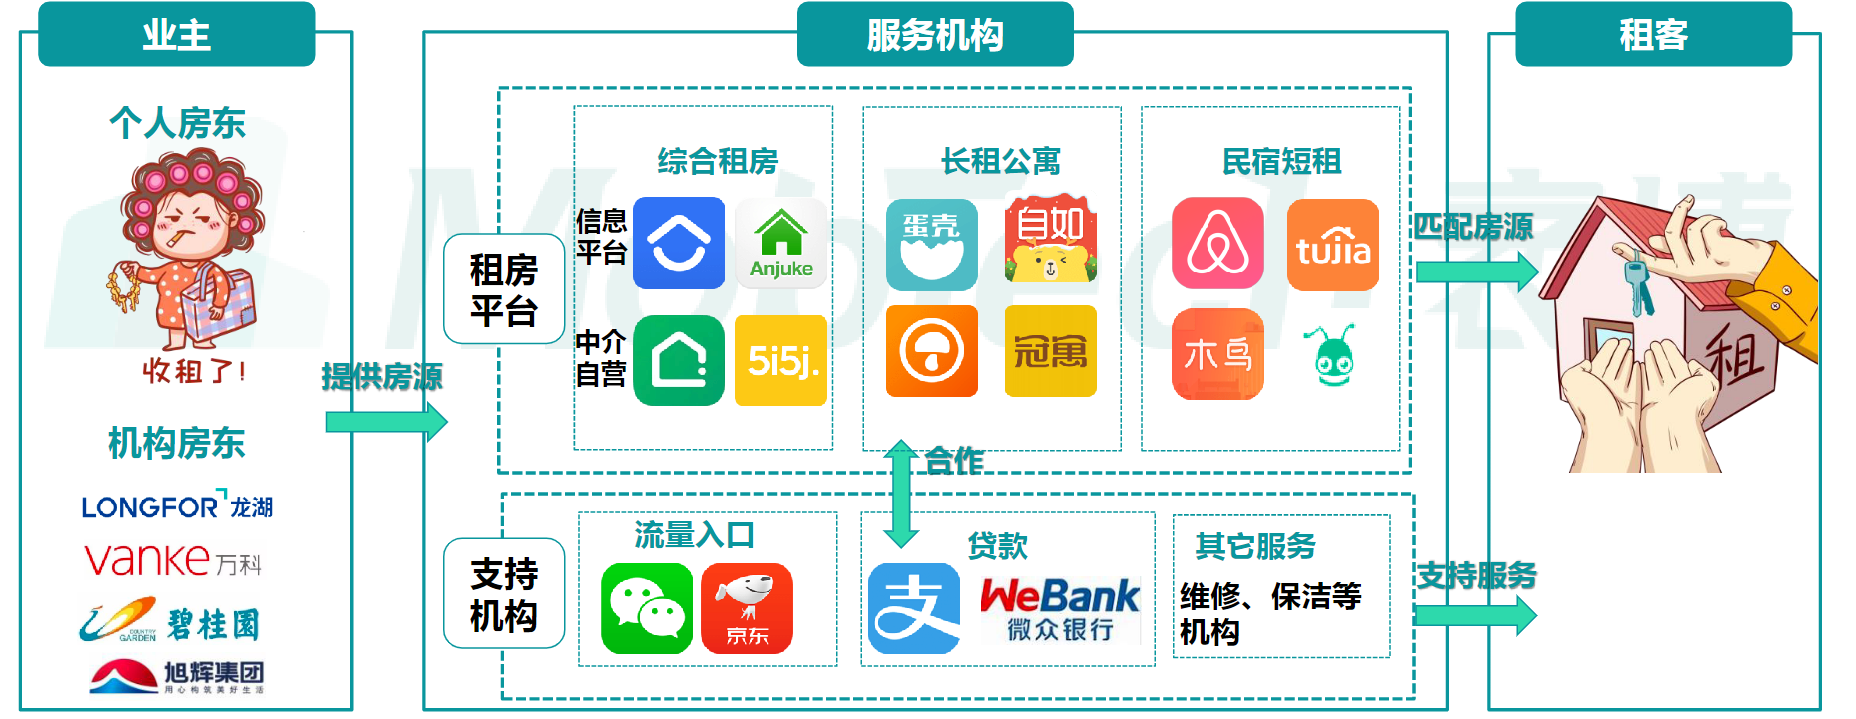 业主
个人房东
收租了!
机构房东
LONGFOR 龙湖
vanke 万科
COUNTRY GARDEN 碧桂园
旭辉集团
用心构筑美好生活
提供房源
服务机构
租房
平台
综合租房
信息
平台
Anjuke
中介
自营
5i5j.
长租公寓
蛋壳
自如
冠寓
民宿短租
tujia
木鸟
合作
支持
机构
流量入口
京东
贷款
支
WeBank
微众银行
其它服务
维修、保洁等
机构
匹配房源
支持服务
租客
租
MobTech 袤博